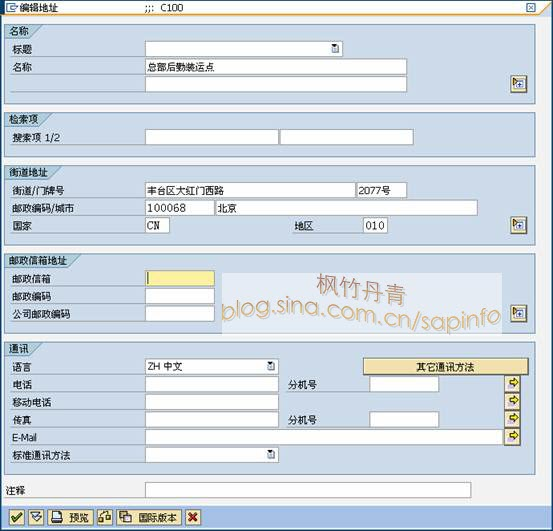 编辑地址 ;;: C100
名称
标题
名称 总部后勤装运点
检索项
搜索项 1/2
街道地址
街道/门牌号 丰台区大红门西路 2077号
邮政编码/城市 100068 北京
国家 CN 地区 010
邮政信箱地址
邮政信箱
邮政编码
公司邮政编码
枫竹丹青
blog.sina.com.cn/sapinfo
通讯
语言 ZH 中文 其它通讯方法
电话 分机号
移动电话
传真 分机号
E-Mail
标准通讯方法
注释
预览 国际版本